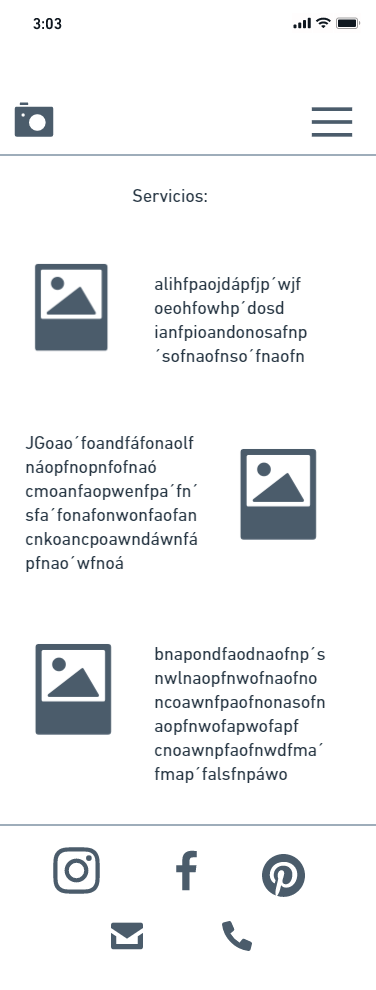 3:03
Servicios:
alihfpaojdápfjp´wjf
oeohfowhp´dosd
ianfpioandonosafnp
´sofnaofnso´fnaofn
JGoao´foandfáfonaolf
náopfnopnfofnaó
cmoanfaopwenfpa´fn´
sfa´fonafonwonfaofan
cnkoancpoawndáwnfá
pfnao´wfnoá
bnapondfaodnaofnp´s
nwlnaopfnwofnaofno
ncoawnfpaofnonasofn
aopfnwofapwofapf
cnoawnpfaofnwdfma´
fmap´falsfnpáwo